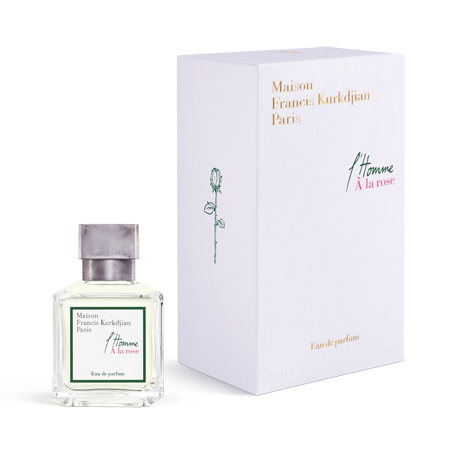 Maison
Francis Kurkdjian
Paris
l'Homme
À la rose
Eau de parfum
Maison
Francis Kurkdjian
Paris
l'Homme
À la rose
Eau de parfum